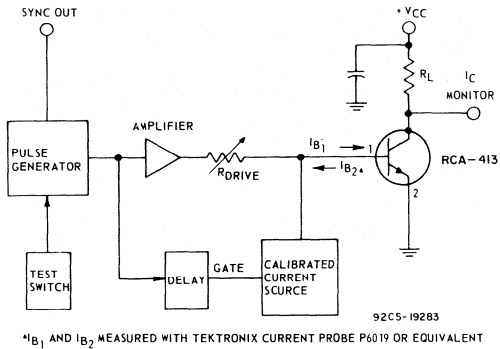 SYNC OUT
+ VCC
RL
IC
MONITOR
AMPLIFIER
PULSE
GENERATOR
RDRIVE
IB1
IB2*
1
RCA-413
2
TEST
SWITCH
DELAY
GATE
CALIBRATED
CURRENT
SCURCE
92CS-19283
*IB1 AND IB2 MEASURED WITH TEKTRONIX CURRENT PROBE P6019 OR EQUIVALENT